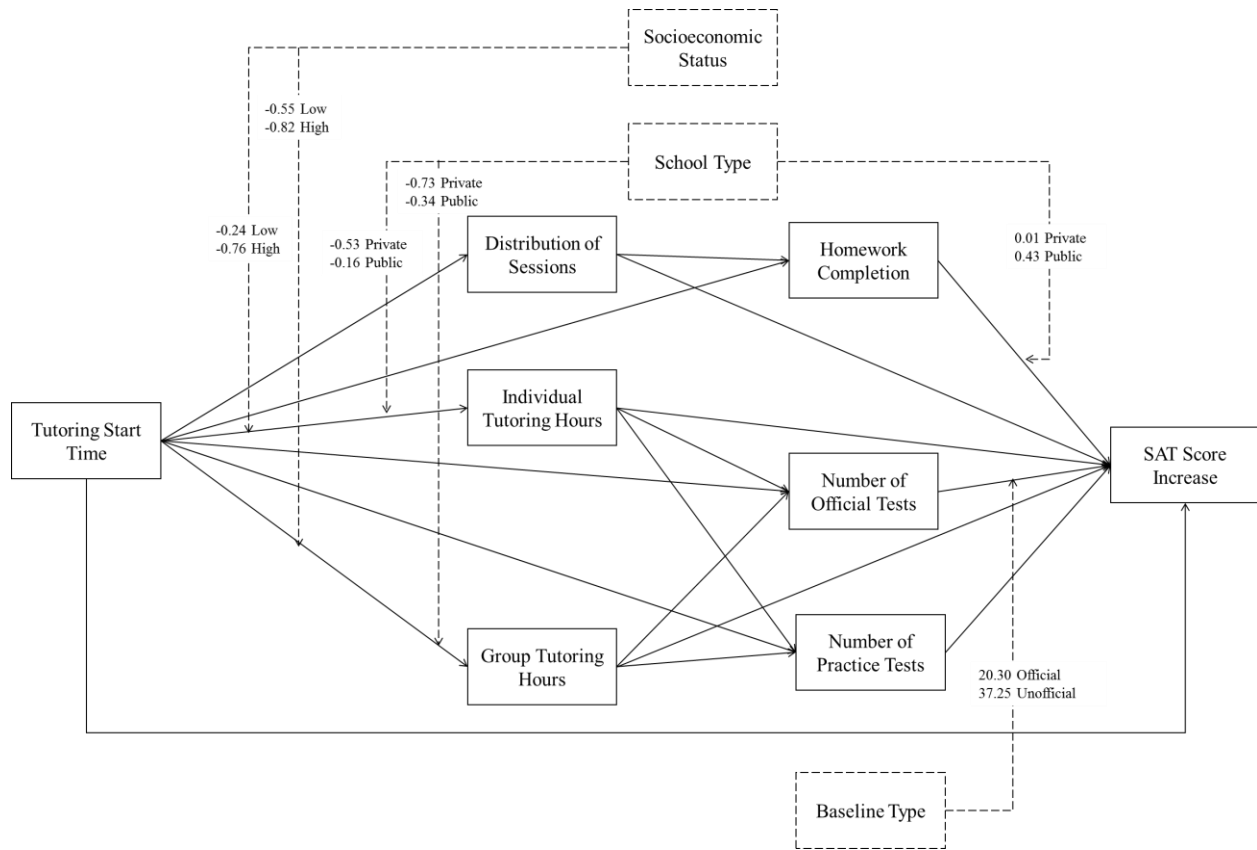 Socioeconomic
Status
-0.55 Low
-0.82 High
School Type
-0.73 Private
-0.34 Public
-0.24 Low
-0.76 High
-0.53 Private
-0.16 Public
Distribution of
Sessions
Homework
Completion
0.01 Private
0.43 Public
Individual
Tutoring Hours
Tutoring Start
Time
Number of
Official Tests
SAT Score
Increase
Group Tutoring
Hours
Number of
Practice Tests
20.30 Official
37.25 Unofficial
Baseline Type